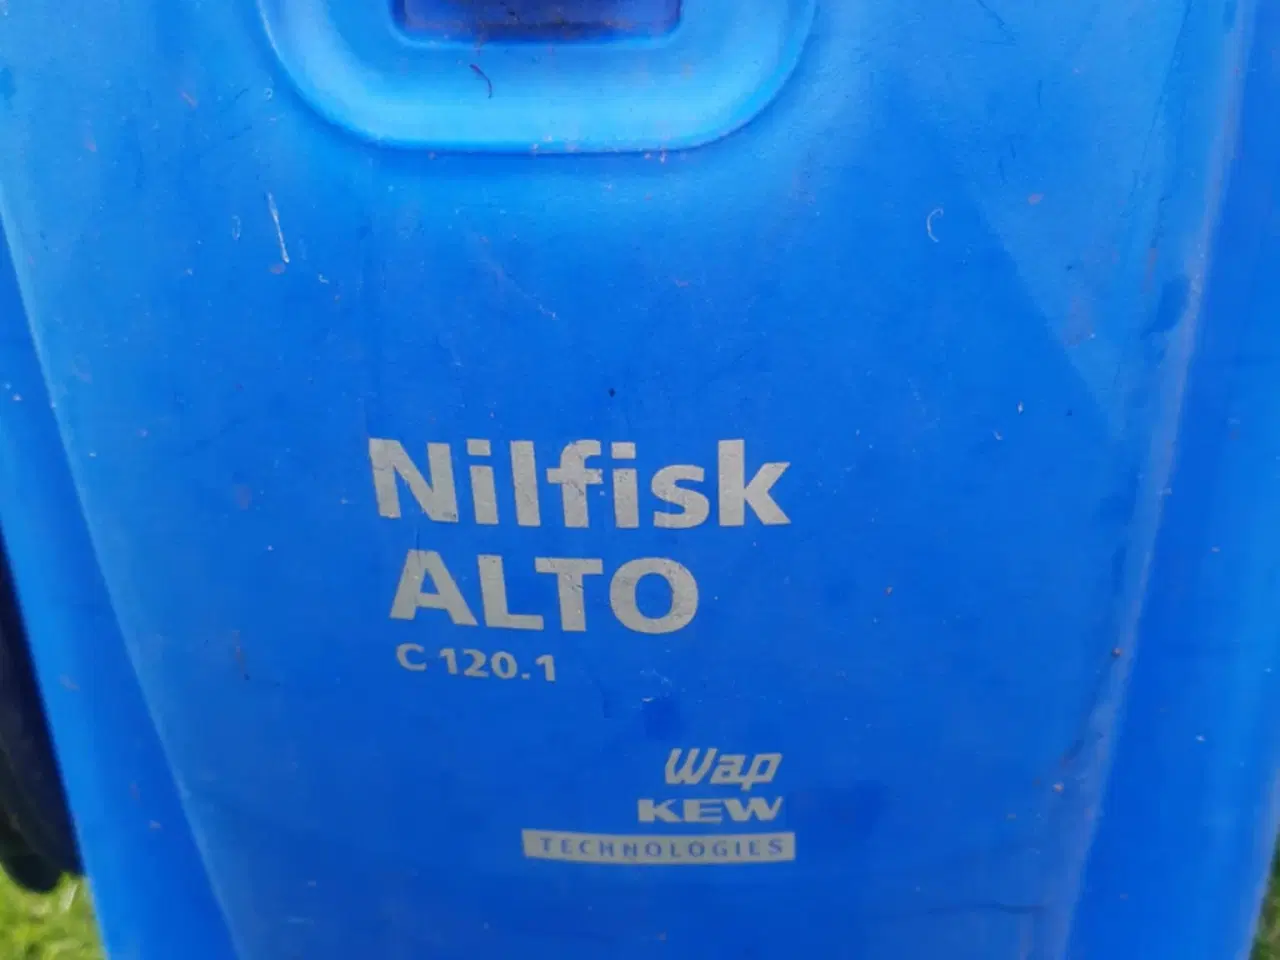 Nilfisk
ALTO
C 120.1
Wap
KEW
TECHNOLOGIES